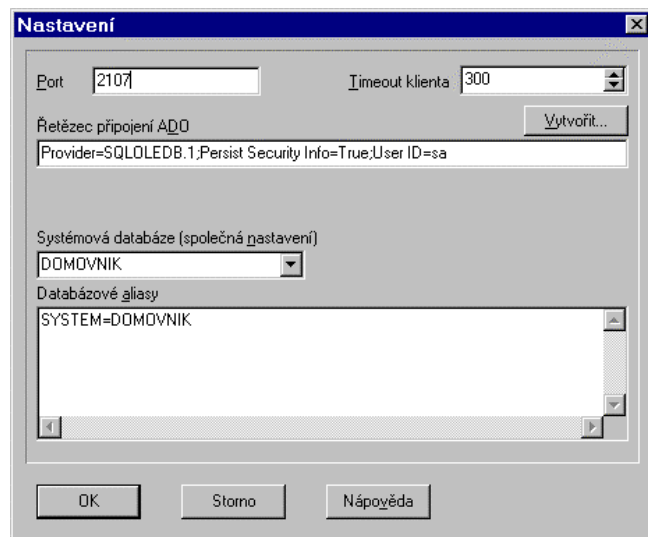 Nastavení
Port 2107 Timeout klienta 300
Řetězec připojení ADO Vytvořit...
Provider=SQLOLEDB.1;Persist Security Info=True;User ID=sa
Systémová databáze (společná nastavení)
DOMOVNIK
Databázové aliasy
SYSTEM=DOMOVNIK
OK Storno Nápověda